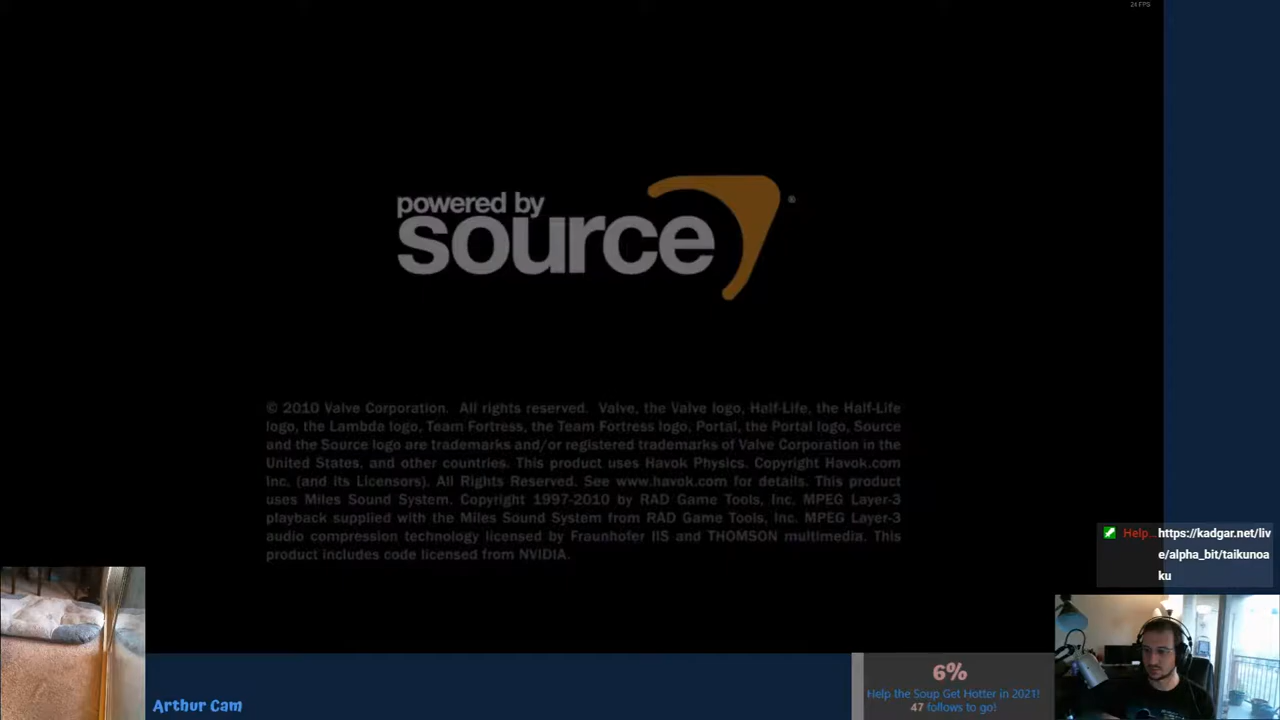 24 FPS
powered by
source®
© 2010 Valve Corporation. All rights reserved. Valve, the Valve logo, Half-Life, the Half-Life
logo, the Lambda logo, Team Fortress, the Team Fortress logo, Portal, the Portal logo, Source
and the Source logo are trademarks and/or registered trademarks of Valve Corporation in the
United States, and other countries. This product uses Havok Physics. Copyright Havok.com
Inc. (and its Licensors). All Rights Reserved. See www.havok.com for details. This product
uses Miles Sound System. Copyright 1997-2010 by RAD Game Tools, Inc. MPEG Layer-3
playback supplied with the Miles Sound System from RAD Game Tools, Inc. MPEG Layer-3
audio compression technology licensed by Fraunhofer IIS and THOMSON multimedia. This
product includes code licensed from NVIDIA.
Help... https://kadgar.net/liv
e/alpha_bit/taikunoa
ku
Arthur Cam
6%
Help the Soup Get Hotter in 2021!
47 follows to go!